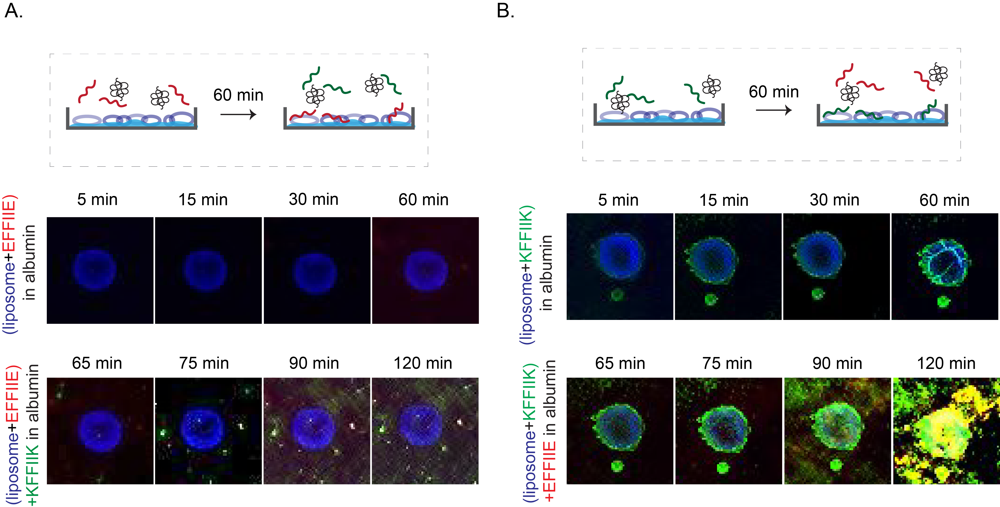 A.
B.
60 min
60 min
5 min
15 min
30 min
60 min
(liposome+EFFIIE)
in albumin
5 min
15 min
30 min
60 min
(liposome+KFFIIK)
in albumin
65 min
75 min
90 min
120 min
(liposome+EFFIIE)
+KFFIIK in albumin
65 min
75 min
90 min
120 min
(liposome+KFFIIK)
+EFFIIE in albumin